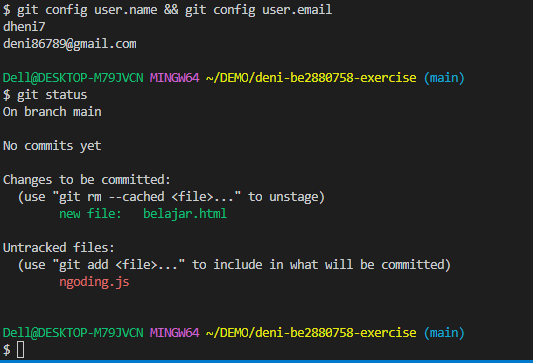 $ git config user.name && git config user.email
dheni7
deni86789@gmail.com
Dell@DESKTOP-M79JVCN MINGW64 ~/DEMO/deni-be2880758-exercise (main)
$ git status
On branch main
No commits yet
Changes to be committed:
(use "git rm --cached <file>..." to unstage)
new file:   belajar.html
Untracked files:
(use "git add <file>..." to include in what will be committed)
ngoding.js
Dell@DESKTOP-M79JVCN MINGW64 ~/DEMO/deni-be2880758-exercise (main)
$